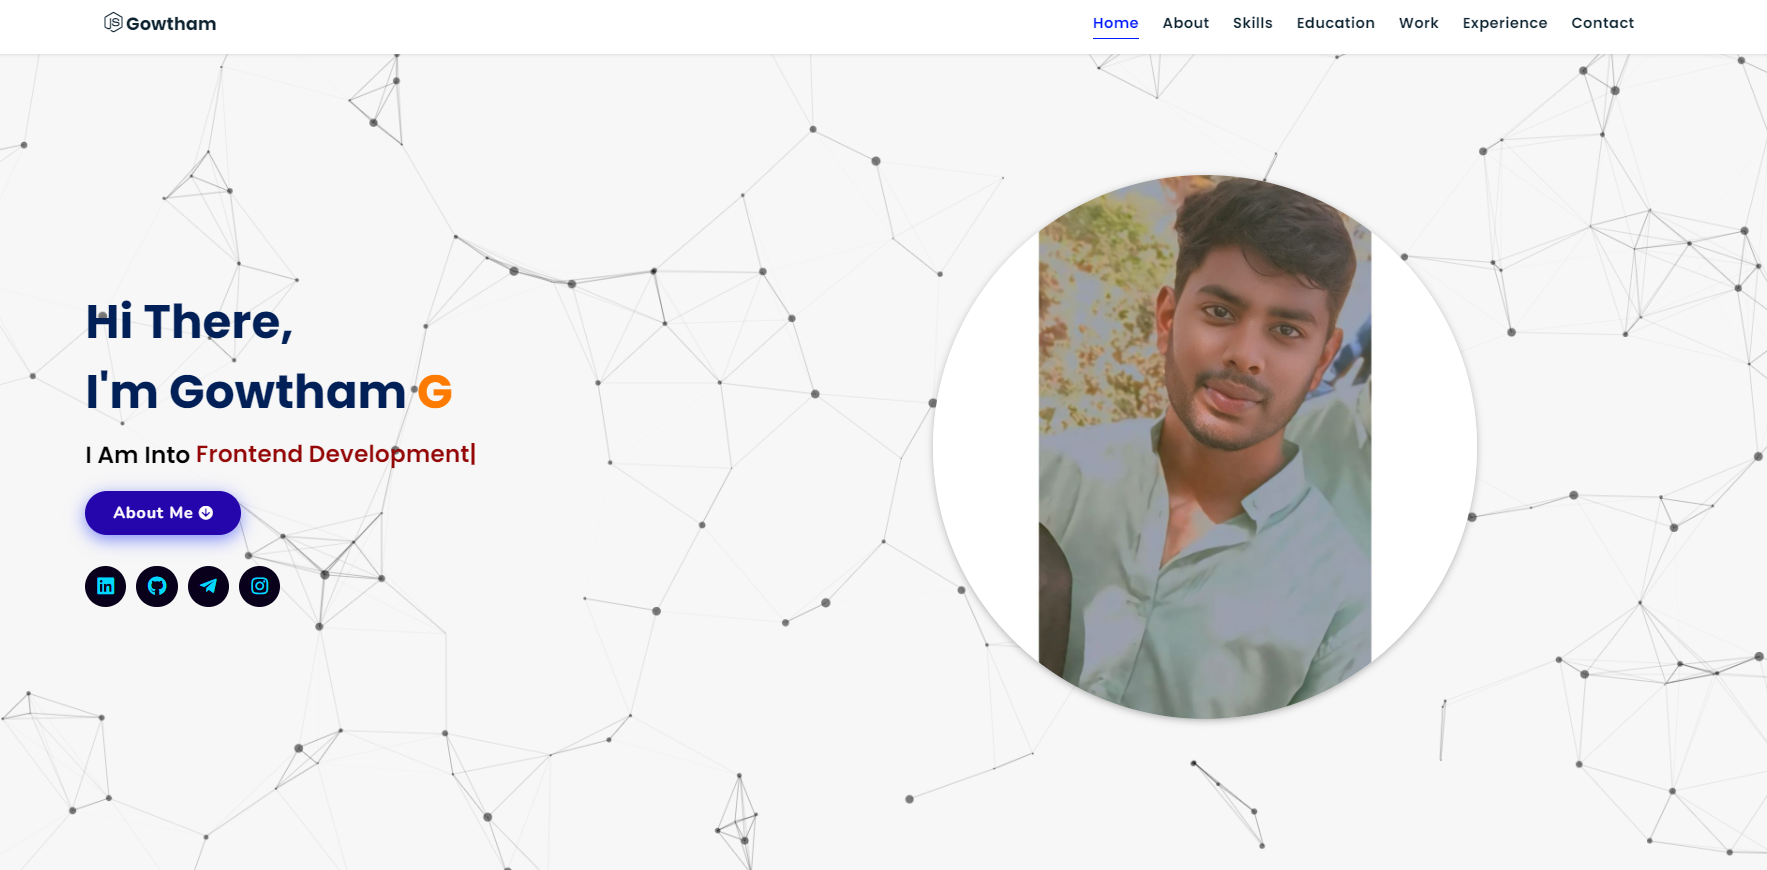 Gowtham
Home About Skills Education Work Experience Contact
Hi There,
I'm Gowtham G
I Am Into Frontend Development|
About Me